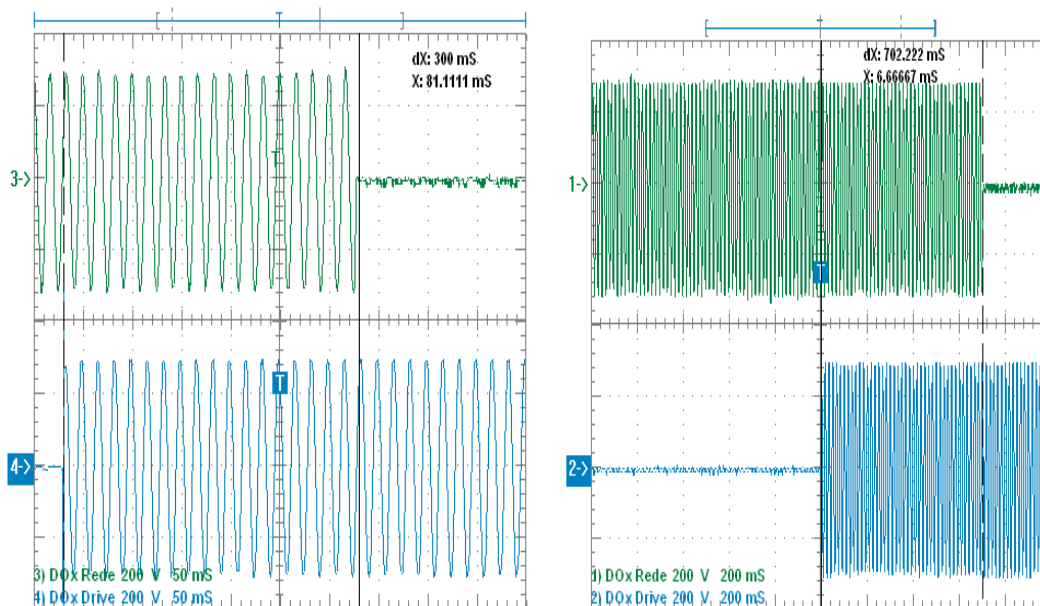 dX: 300 mS
X: 81.1111 mS
3->
T
T
4->
3) DOx Rede 200 V 50 mS
4) DOx Drive 200 V 50 mS
dX: 702.222 mS
X: 6.66667 mS
1->
T
2->
1) DOx Rede 200 V 200 mS
2) DOx Drive 200 V 200 mS